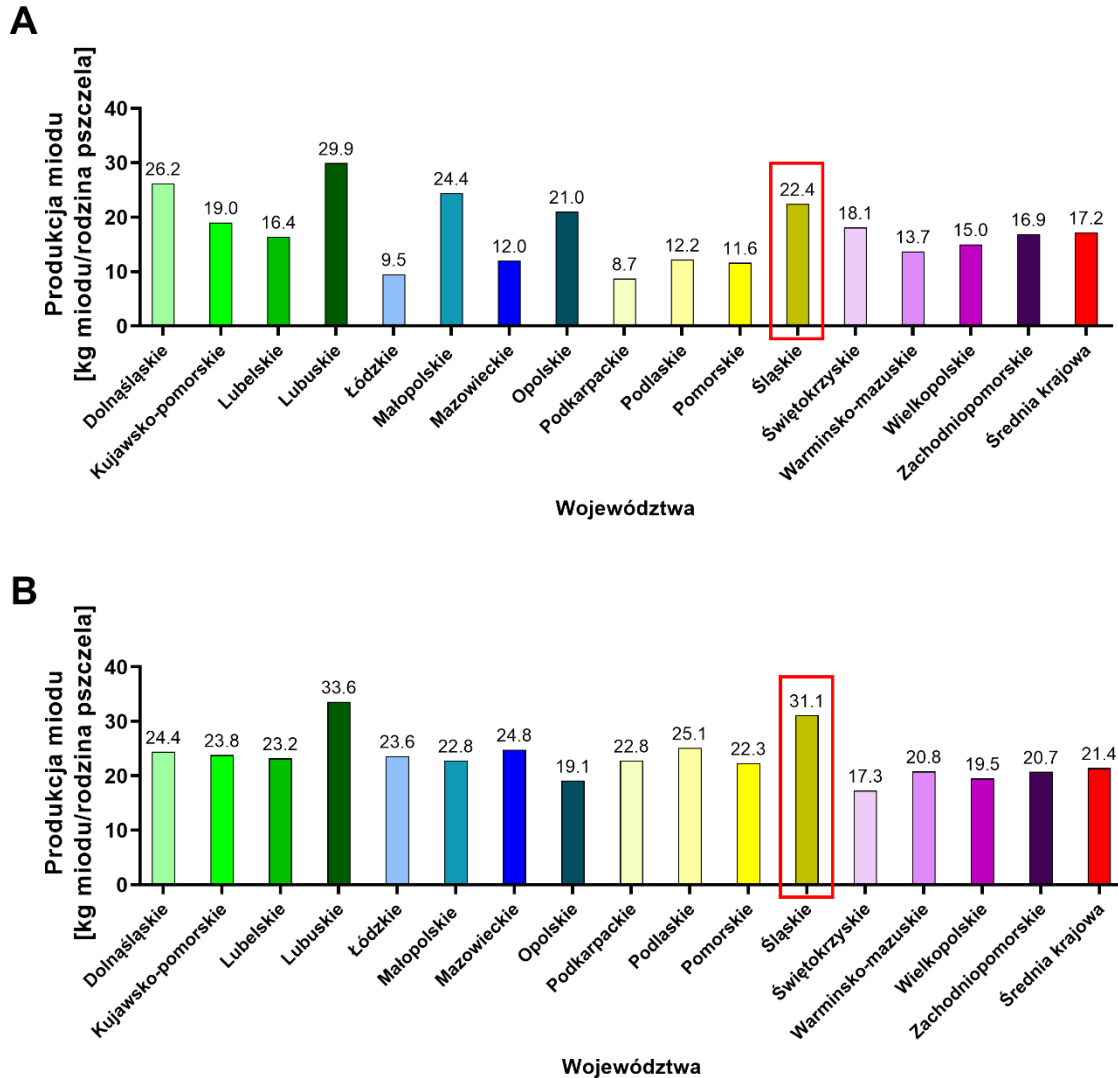 A
Produkcja miodu
[kg miodu/rodzina pszczela]
40
30
20
10
0
26.2
19.0
16.4
29.9
9.5
24.4
12.0
21.0
8.7
12.2
11.6
22.4
18.1
13.7
15.0
16.9
17.2
Dolnąśląskie
Kujawsko-pomorskie
Lubelskie
Lubuskie
Łódzkie
Małopolskie
Mazowieckie
Opolskie
Podkarpackie
Podlaskie
Pomorskie
Śląskie
Świętokrzyskie
Warminsko-mazuskie
Wielkopolskie
Zachodniopomorskie
Średnia krajowa
Województwa
B
Produkcja miodu
[kg miodu/rodzina pszczela]
40
30
20
10
0
24.4
23.8
23.2
33.6
23.6
22.8
24.8
19.1
22.8
25.1
22.3
31.1
17.3
20.8
19.5
20.7
21.4
Dolnąśląskie
Kujawsko-pomorskie
Lubelskie
Lubuskie
Łódzkie
Małopolskie
Mazowieckie
Opolskie
Podkarpackie
Podlaskie
Pomorskie
Śląskie
Świętokrzyskie
Warminsko-mazuskie
Wielkopolskie
Zachodniopomorskie
Średnia krajowa
Województwa